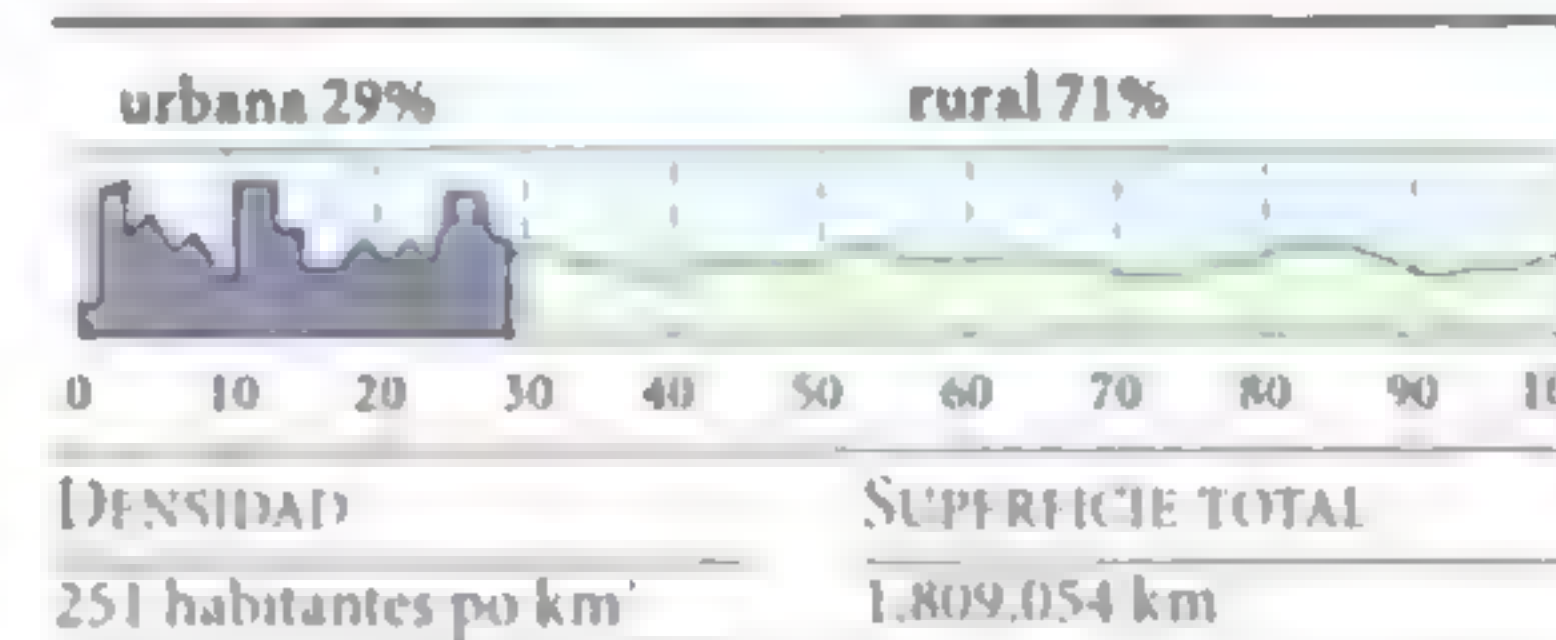 urbana 29% rural 71%
0 10 20 30 40 50 60 70 80 90
DENSIDAD SUPERFICIE TOTAL
251 habitantes po km 1.809.054 km